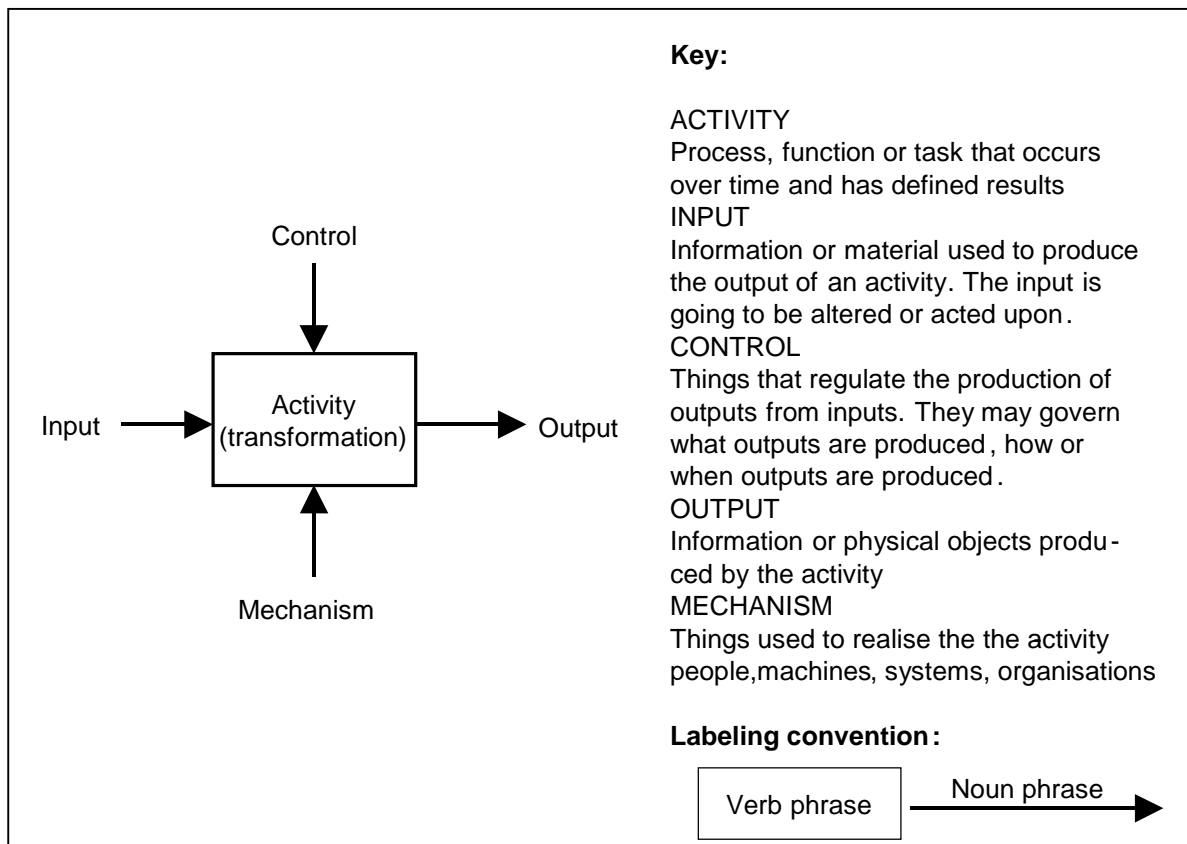 Control
Input
Activity
(transformation)
Output
Mechanism
Key:
ACTIVITY
Process, function or task that occurs
over time and has defined results
INPUT
Information or material used to produce
the output of an activity. The input is
going to be altered or acted upon.
CONTROL
Things that regulate the production of
outputs from inputs. They may govern
what outputs are produced, how or
when outputs are produced.
OUTPUT
Information or physical objects produ-
ced by the activity
MECHANISM
Things used to realise the the activity
people,machines, systems, organisations
Labeling convention:
Verb phrase
Noun phrase